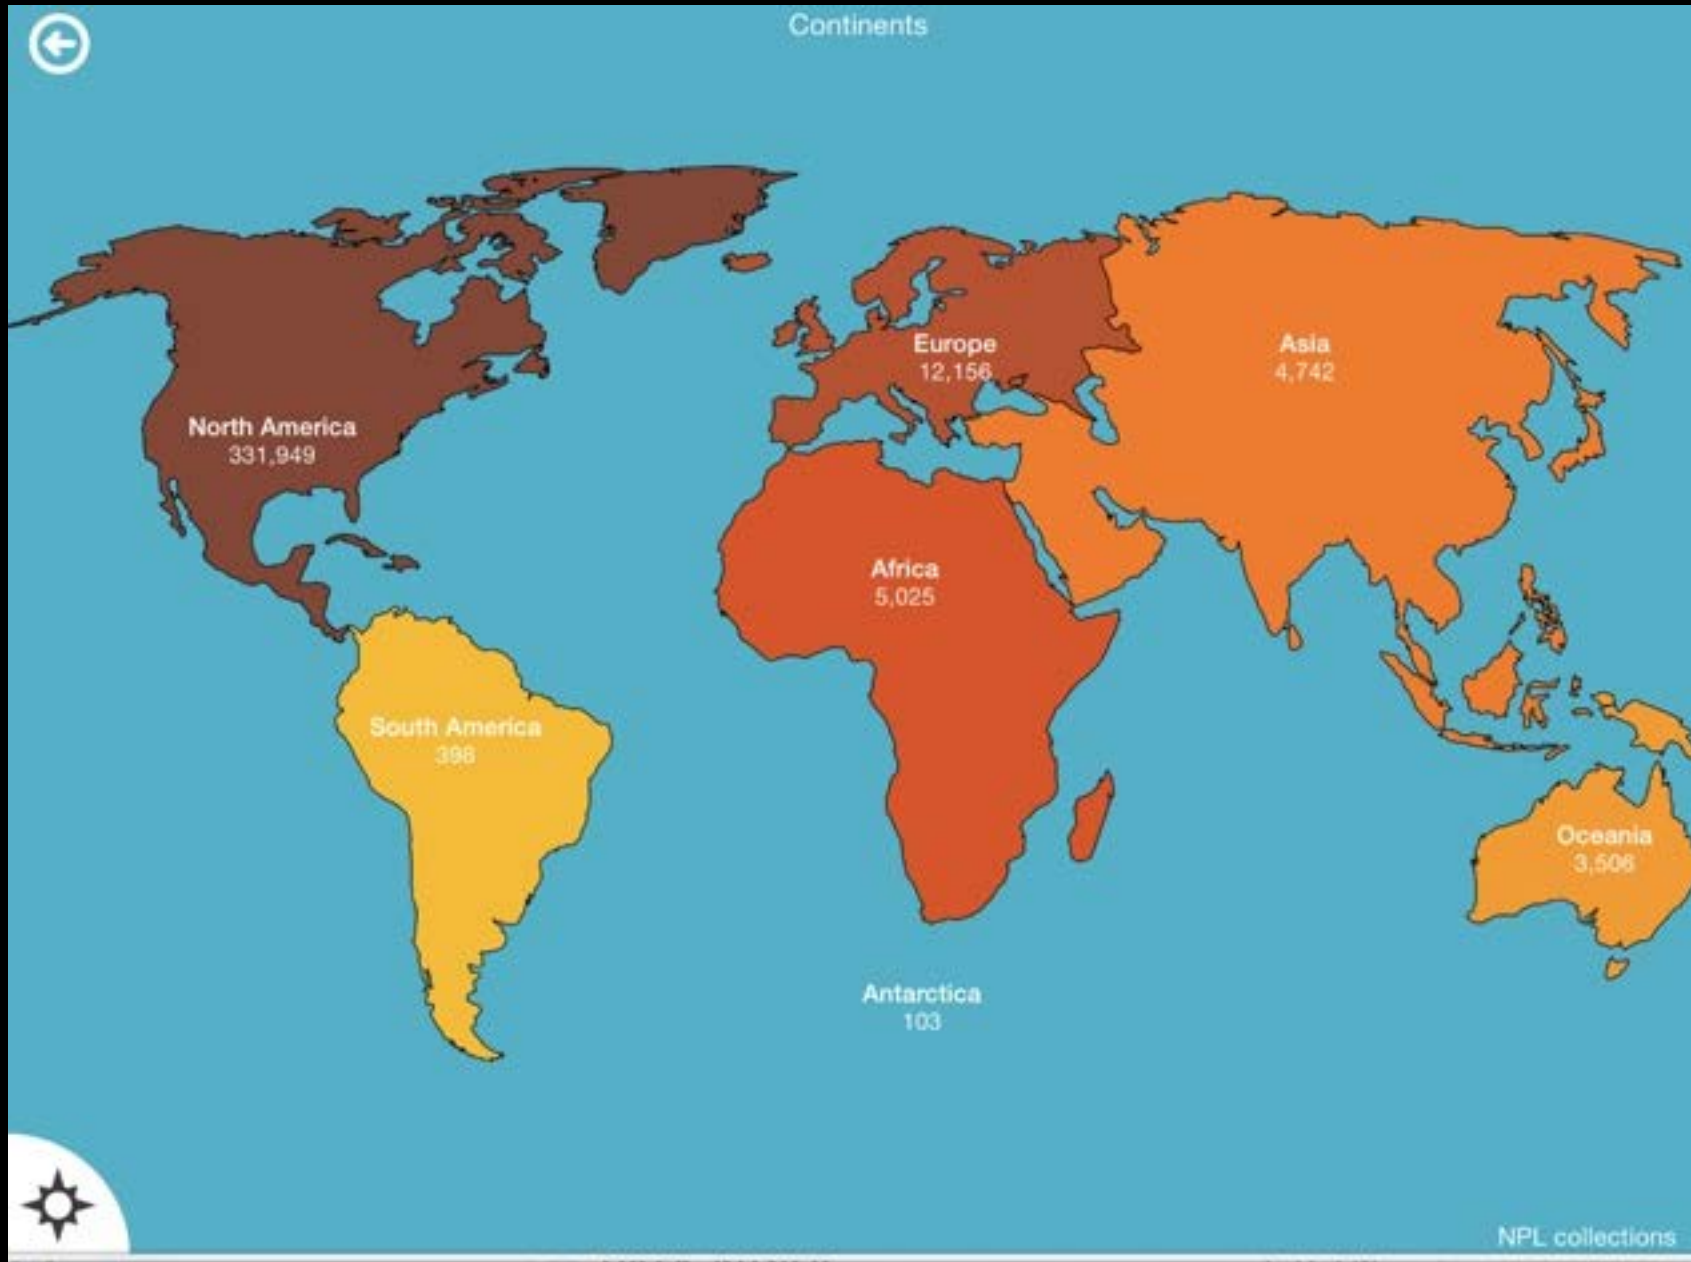 Continents
North America
331,949
Europe
12,156
Asia
4,742
Africa
5,025
South America
398
Oceania
3,506
Antarctica
103
NPL collections